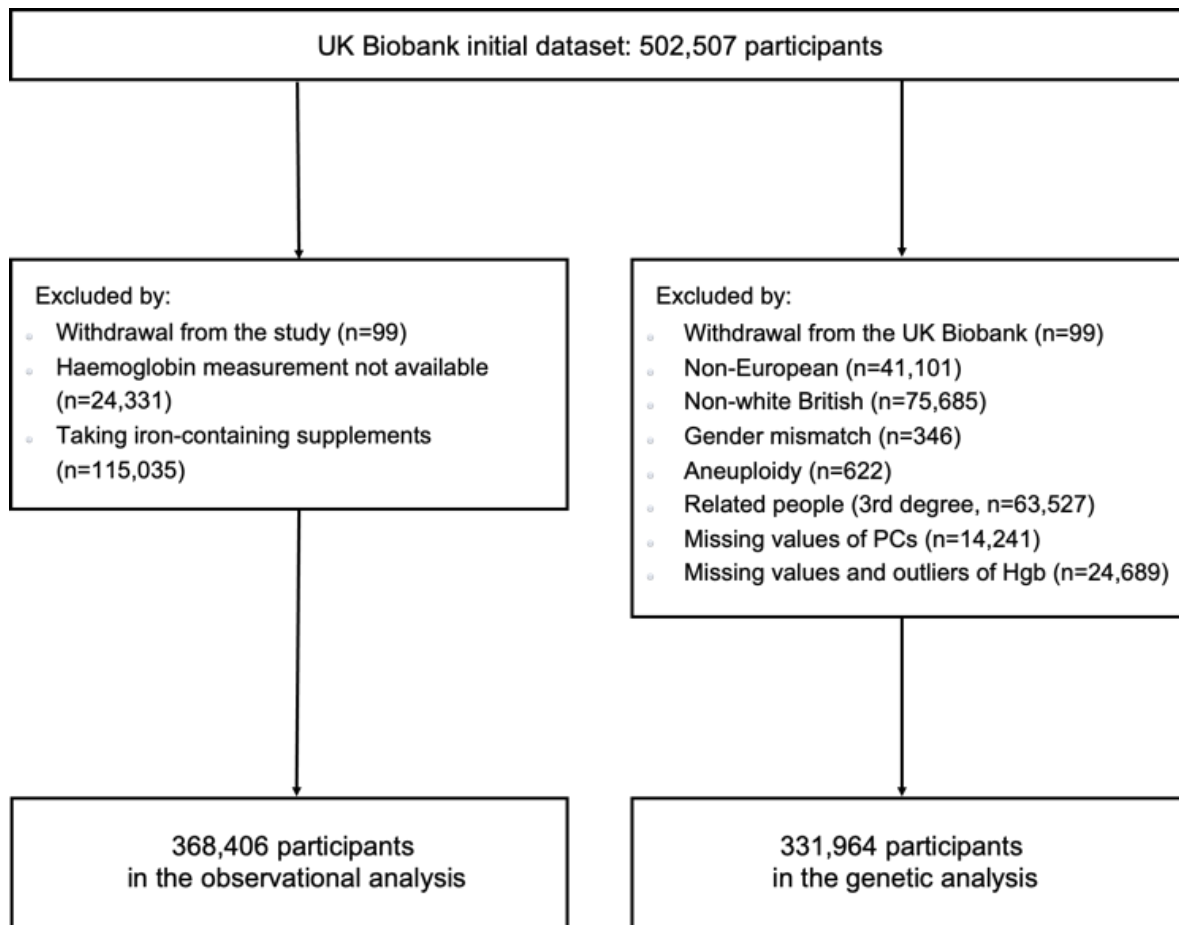 UK Biobank initial dataset: 502,507 participants
Excluded by:
Withdrawal from the study (n=99)
Haemoglobin measurement not available
(n=24,331)
Taking iron-containing supplements
(n=115,035)
Excluded by:
Withdrawal from the UK Biobank (n=99)
Non-European (n=41,101)
Non-white British (n=75,685)
Gender mismatch (n=346)
Aneuploidy (n=622)
Related people (3rd degree, n=63,527)
Missing values of PCs (n=14,241)
Missing values and outliers of Hgb (n=24,689)
368,406 participants
in the observational analysis
331,964 participants
in the genetic analysis